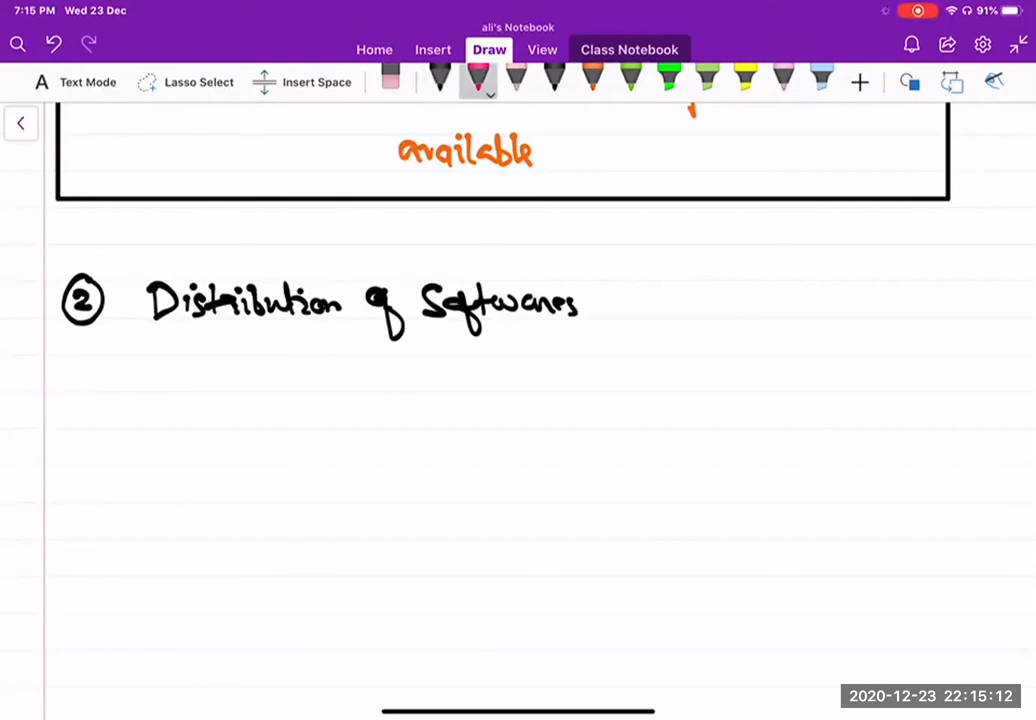 7:15 PM Wed 23 Dec
91%
ali's Notebook
Home Insert Draw View Class Notebook
A Text Mode Lasso Select Insert Space
available
2 Distribution of Softwares
2020-12-23 22:15:12